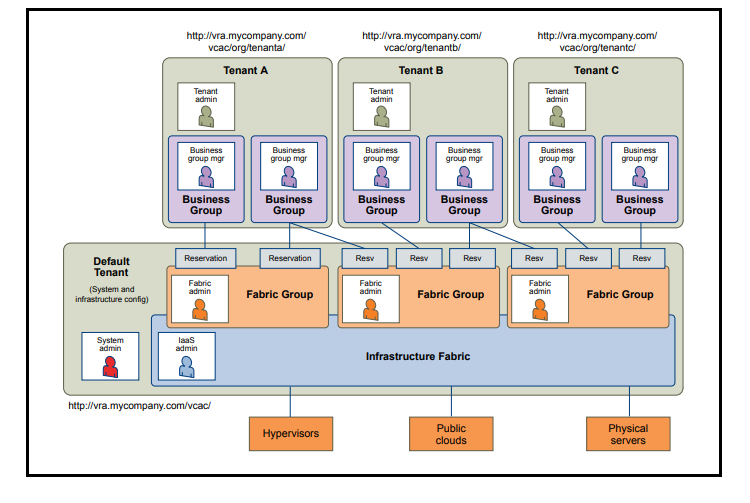 http://vra.mycompany.com/
vcac/org/tenanta/
http://vra.mycompany.com/
vcac/org/tenantb/
http://vra.mycompany.com/
vcac/org/tenantc/
Tenant A
Tenant B
Tenant C
Tenant
admin
Tenant
admin
Tenant
admin
Business
group mgr
Business
group mgr
Business
group mgr
Business
group mgr
Business
group mgr
Business
group mgr
Business
Group
Business
Group
Business
Group
Business
Group
Business
Group
Business
Group
Default
Tenant
(System and
infrastructure config)
Reservation
Reservation
Resv
Resv
Resv
Resv
Resv
Resv
Fabric
admin
Fabric Group
Fabric
admin
Fabric Group
Fabric
admin
Fabric Group
System
admin
IaaS
admin
Infrastructure Fabric
http://vra.mycompany.com/vcac/
Hypervisors
Public
clouds
Physical
servers